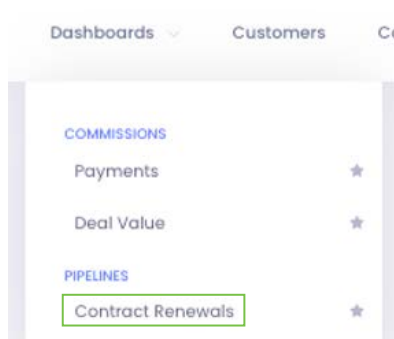 Dashboards Customers
COMMISSIONS
Payments
Deal Value
PIPELINES
Contract Renewals